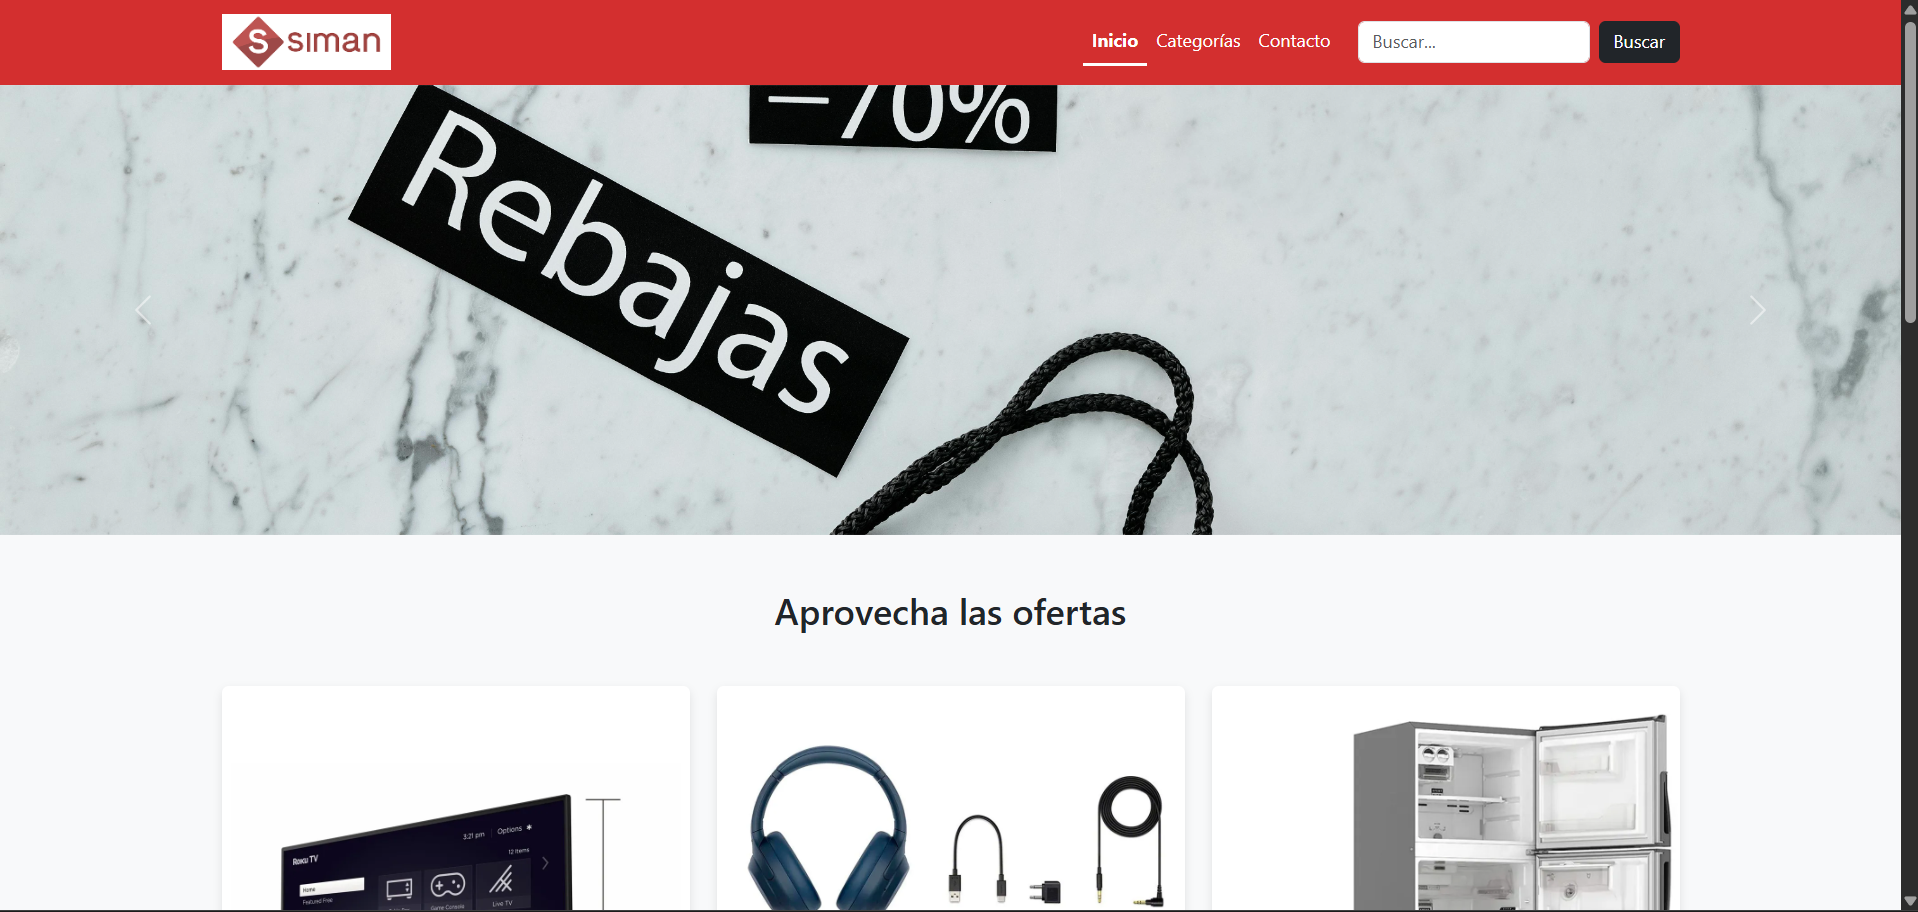 S SIMAN
Inicio Categorías Contacto Buscar... Buscar
–70%
Rebajas
Aprovecha las ofertas
3:21 pm Options
Roku TV
12 Items
Home
Featured Free
Game Console
Live TV